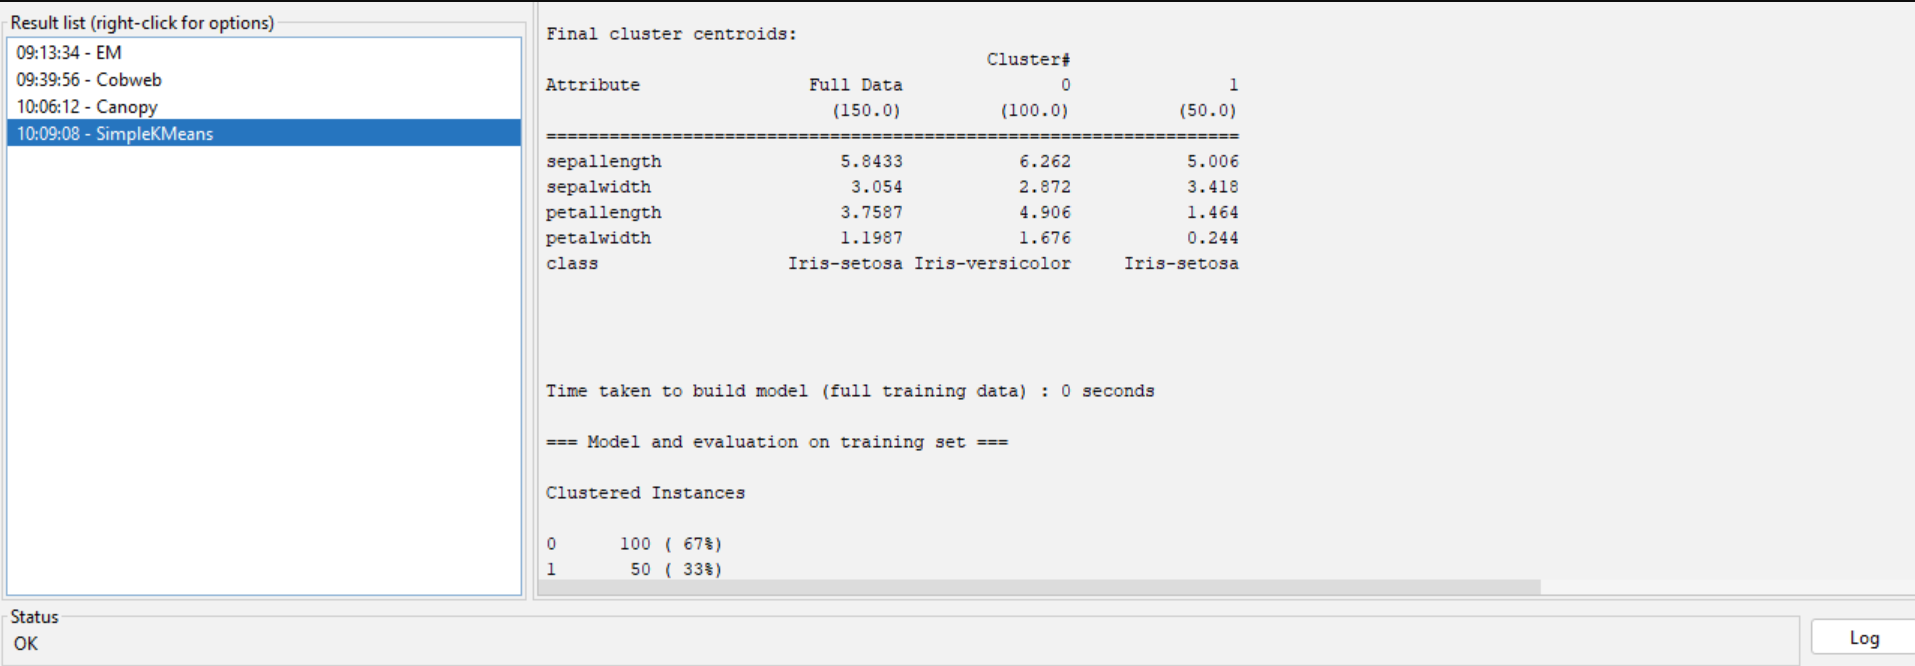 Result list (right-click for options)
09:13:34 - EM
09:39:56 - Cobweb
10:06:12 - Canopy
10:09:08 - SimpleKMeans
Final cluster centroids:
Cluster#
Attribute Full Data 0 1
(150.0) (100.0) (50.0)
==================================================================
sepallength 5.8433 6.262 5.006
sepalwidth 3.054 2.872 3.418
petallength 3.7587 4.906 1.464
petalwidth 1.1987 1.676 0.244
class Iris-setosa Iris-versicolor Iris-setosa
Time taken to build model (full training data) : 0 seconds
=== Model and evaluation on training set ===
Clustered Instances
0 100 ( 67%)
1 50 ( 33%)
Status
OK
Log